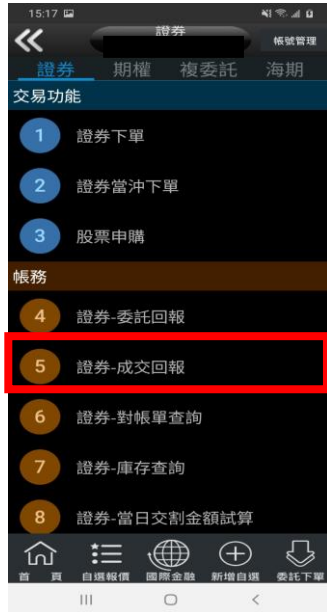 15:17
證券
帳號管理
證券 期權 複委託 海期
交易功能
1 證券下單
2 證券當沖下單
3 股票申購
帳務
4 證券-委託回報
5 證券-成交回報
6 證券-對帳單查詢
7 證券-庫存查詢
8 證券-當日交割金額試算
首 頁 自選報價 國際金融 新增自選 委託下單